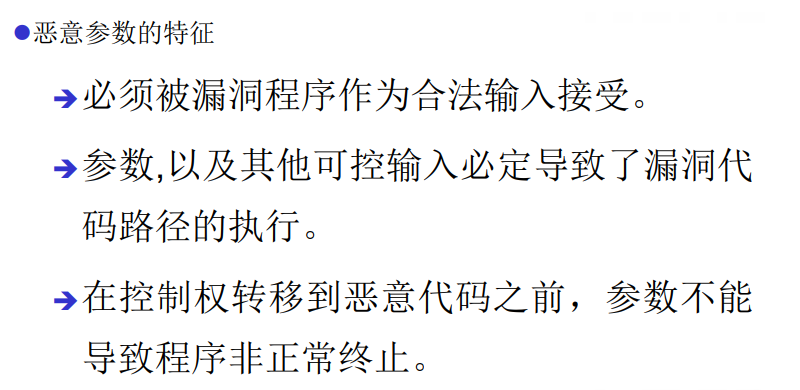 ●恶意参数的特征
➔必须被漏洞程序作为合法输入接受。
➔参数,以及其他可控输入必定导致了漏洞代
码路径的执行。
➔在控制权转移到恶意代码之前，参数不能
导致程序非正常终止。